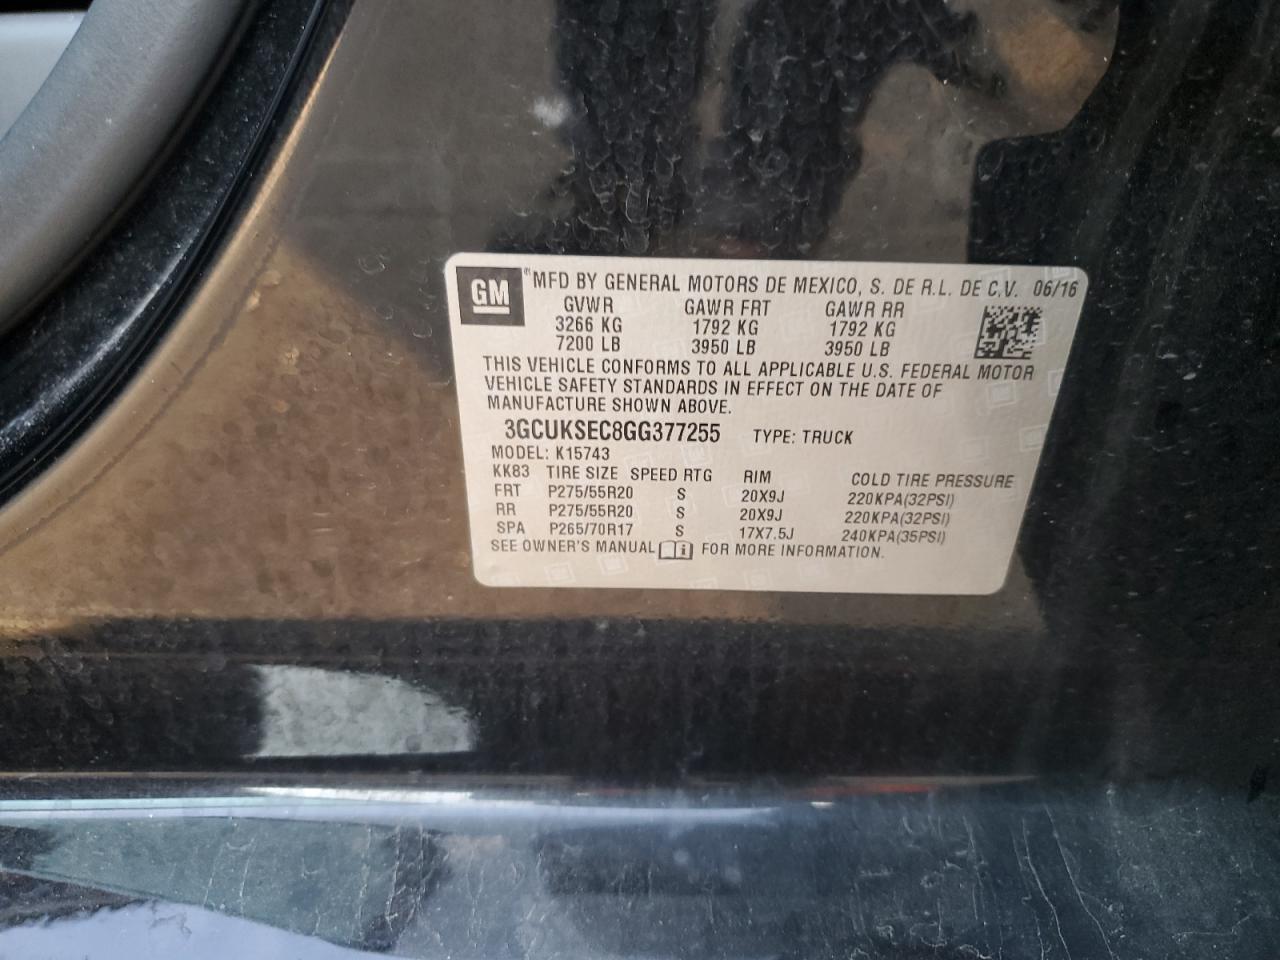 GM ® MFD BY GENERAL MOTORS DE MEXICO, S. DE R.L. DE C.V. 06/16
GVWR GAWR FRT GAWR RR
3266 KG 1792 KG 1792 KG
7200 LB 3950 LB 3950 LB
THIS VEHICLE CONFORMS TO ALL APPLICABLE U.S. FEDERAL MOTOR
VEHICLE SAFETY STANDARDS IN EFFECT ON THE DATE OF
MANUFACTURE SHOWN ABOVE.
3GCUKSEC8GG377255 TYPE: TRUCK
MODEL: K15743
KK83 TIRE SIZE SPEED RTG RIM COLD TIRE PRESSURE
FRT P275/55R20 S 20X9J 220KPA(32PSI)
RR P275/55R20 S 20X9J 220KPA(32PSI)
SPA P265/70R17 S 17X7.5J 240KPA(35PSI)
SEE OWNER'S MANUAL FOR MORE INFORMATION.